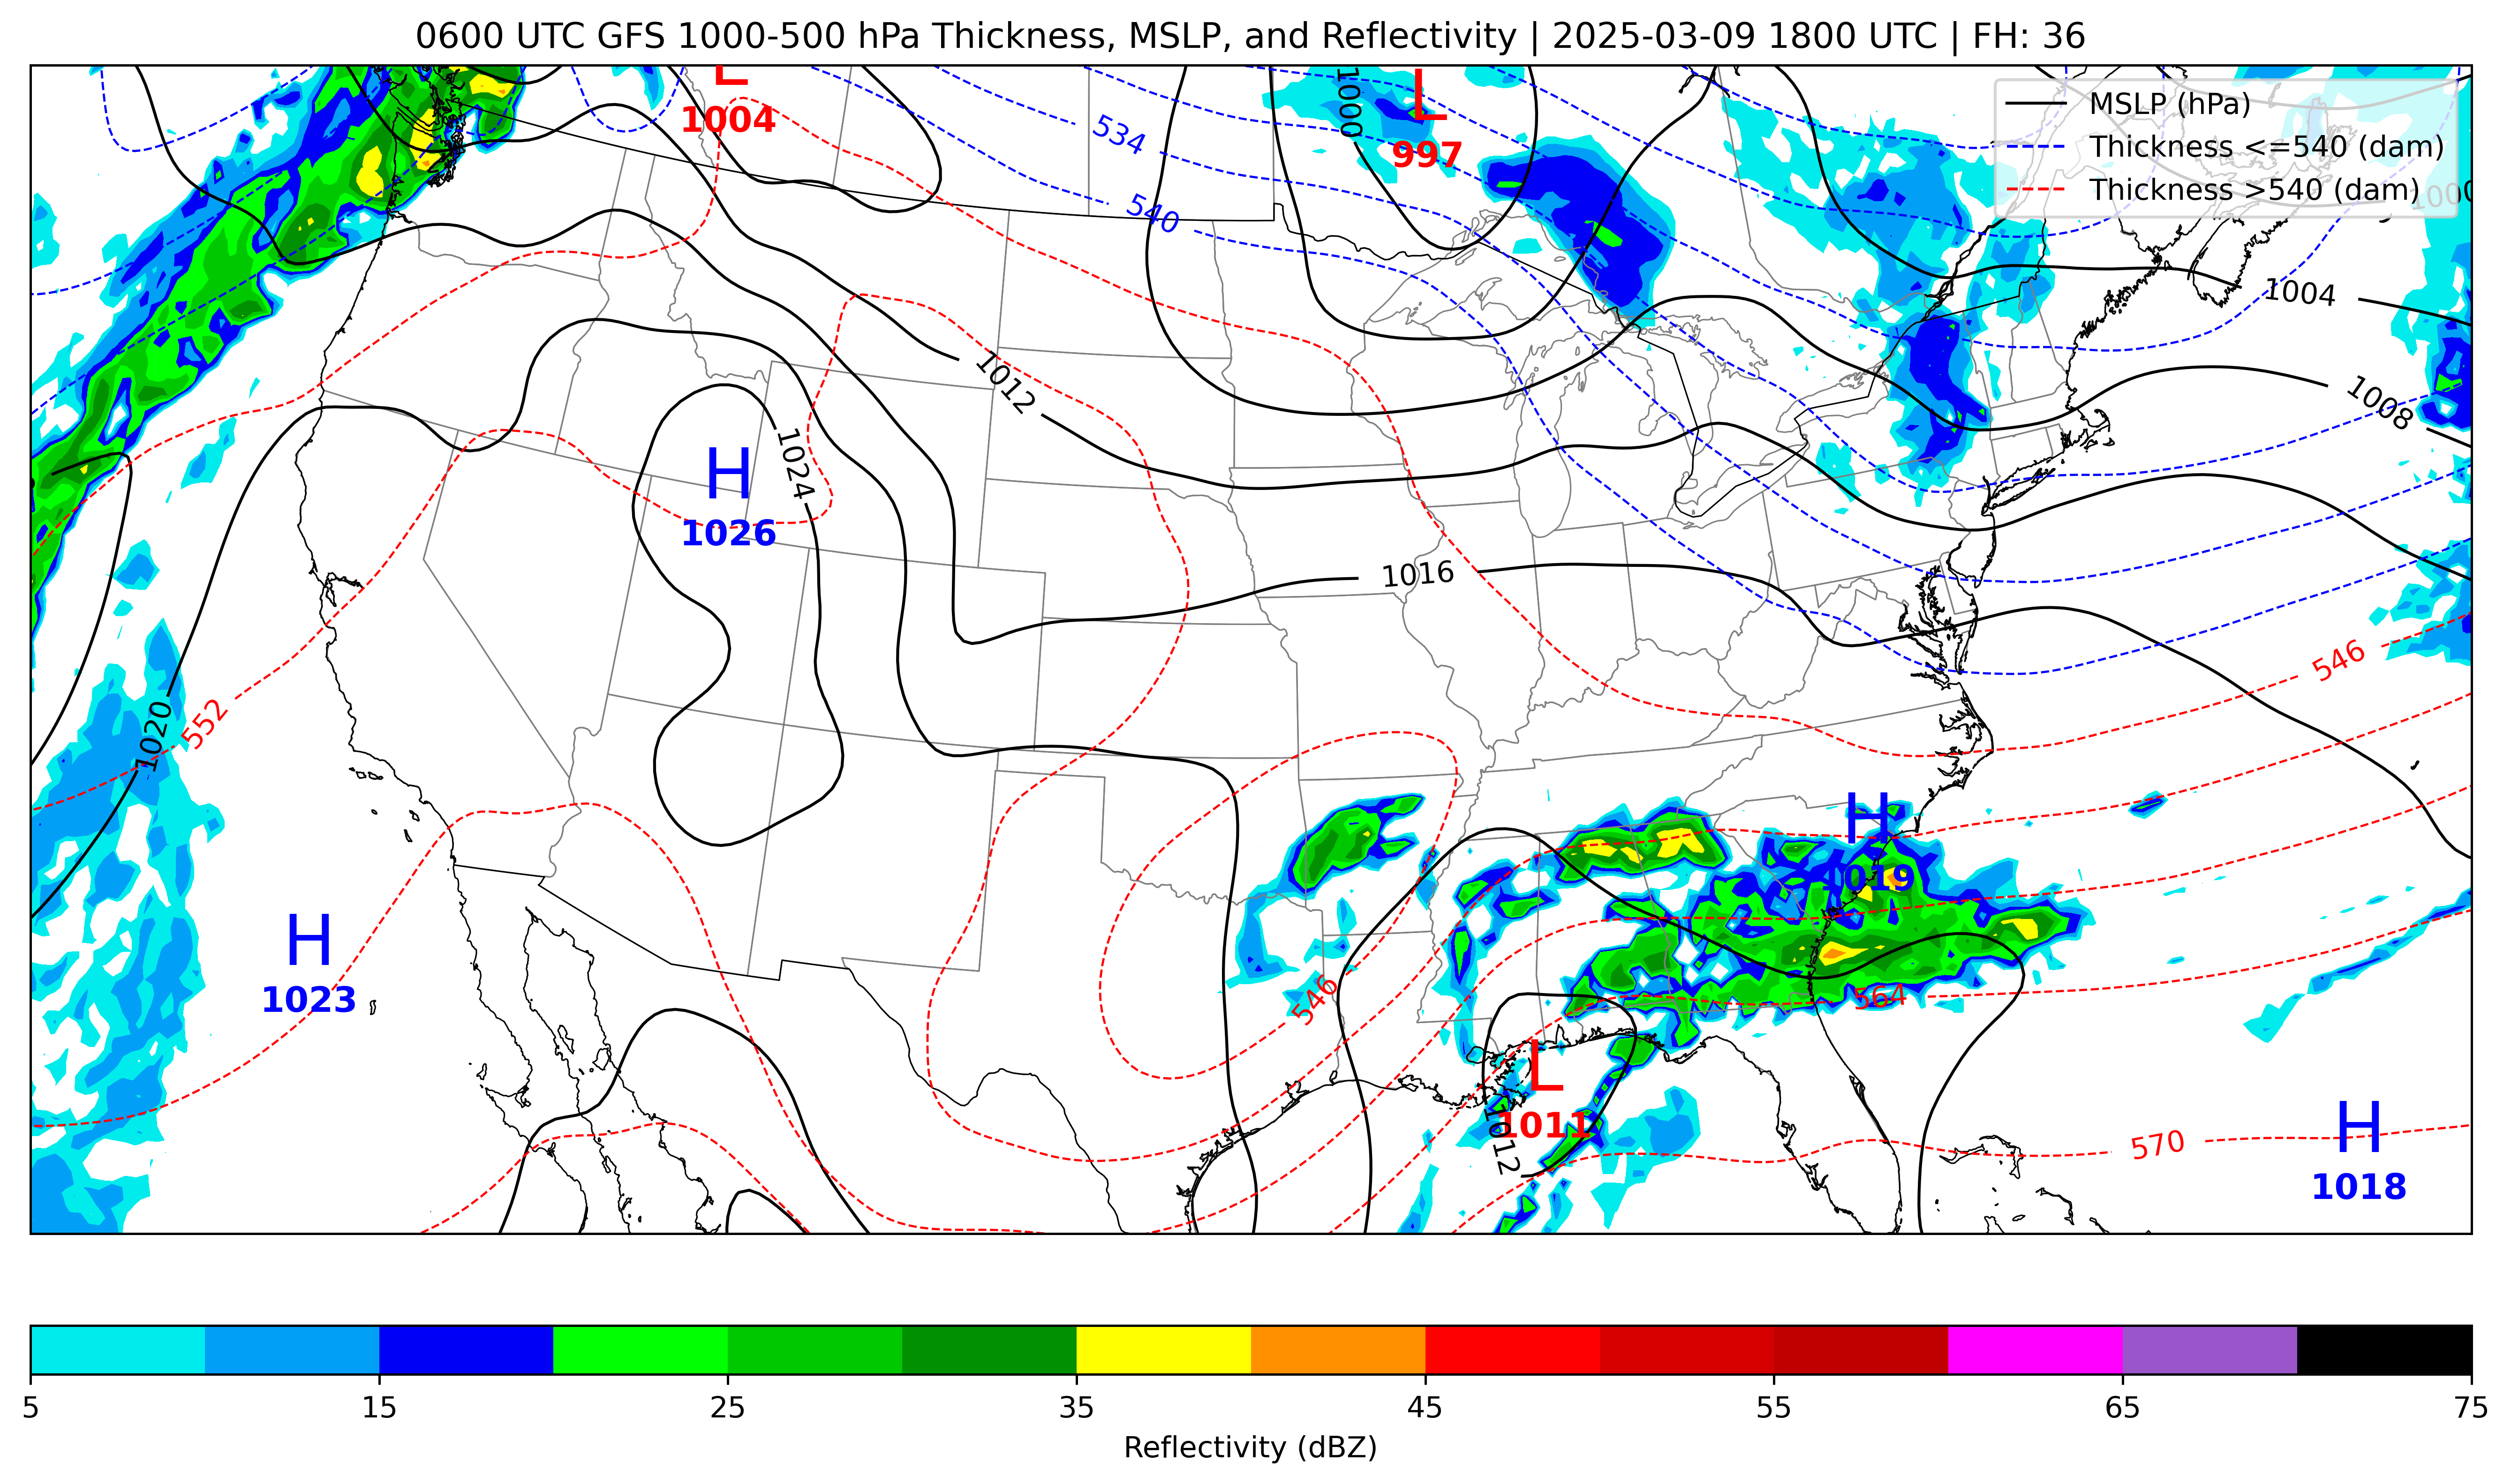 0600 UTC GFS 1000-500 hPa Thickness, MSLP, and Reflectivity | 2025-03-09 1800 UTC | FH: 36
MSLP (hPa)
Thickness <=540 (dam)
Thickness >540 (dam)
L
1004
1000
L
997
534
540
1000
1004
1012
1008
1024
H
1026
1016
546
552
1020
H
1019
H
1023
546
564
L
1011
1012
570
H
1018
5
15
25
35
45
55
65
75
Reflectivity (dBZ)